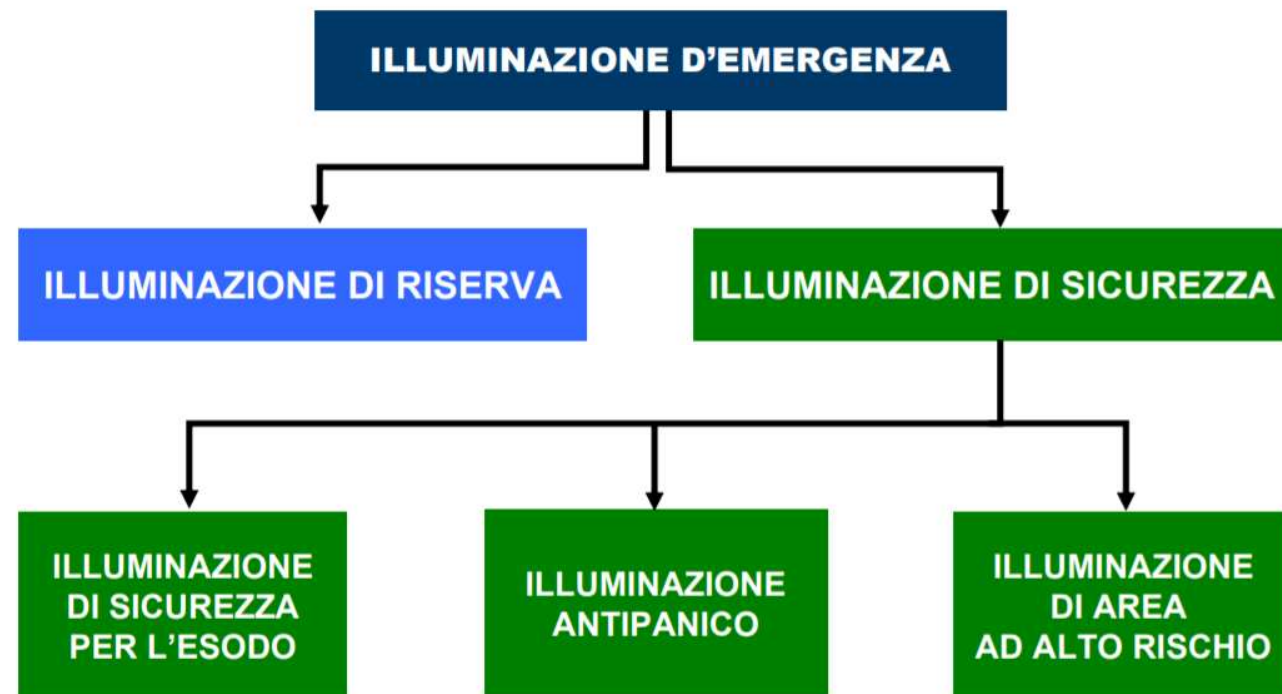 ILLUMINAZIONE D’EMERGENZA
ILLUMINAZIONE DI RISERVA
ILLUMINAZIONE DI SICUREZZA
ILLUMINAZIONE
DI SICUREZZA
PER L’ESODO
ILLUMINAZIONE
ANTIPANICO
ILLUMINAZIONE
DI AREA
AD ALTO RISCHIO